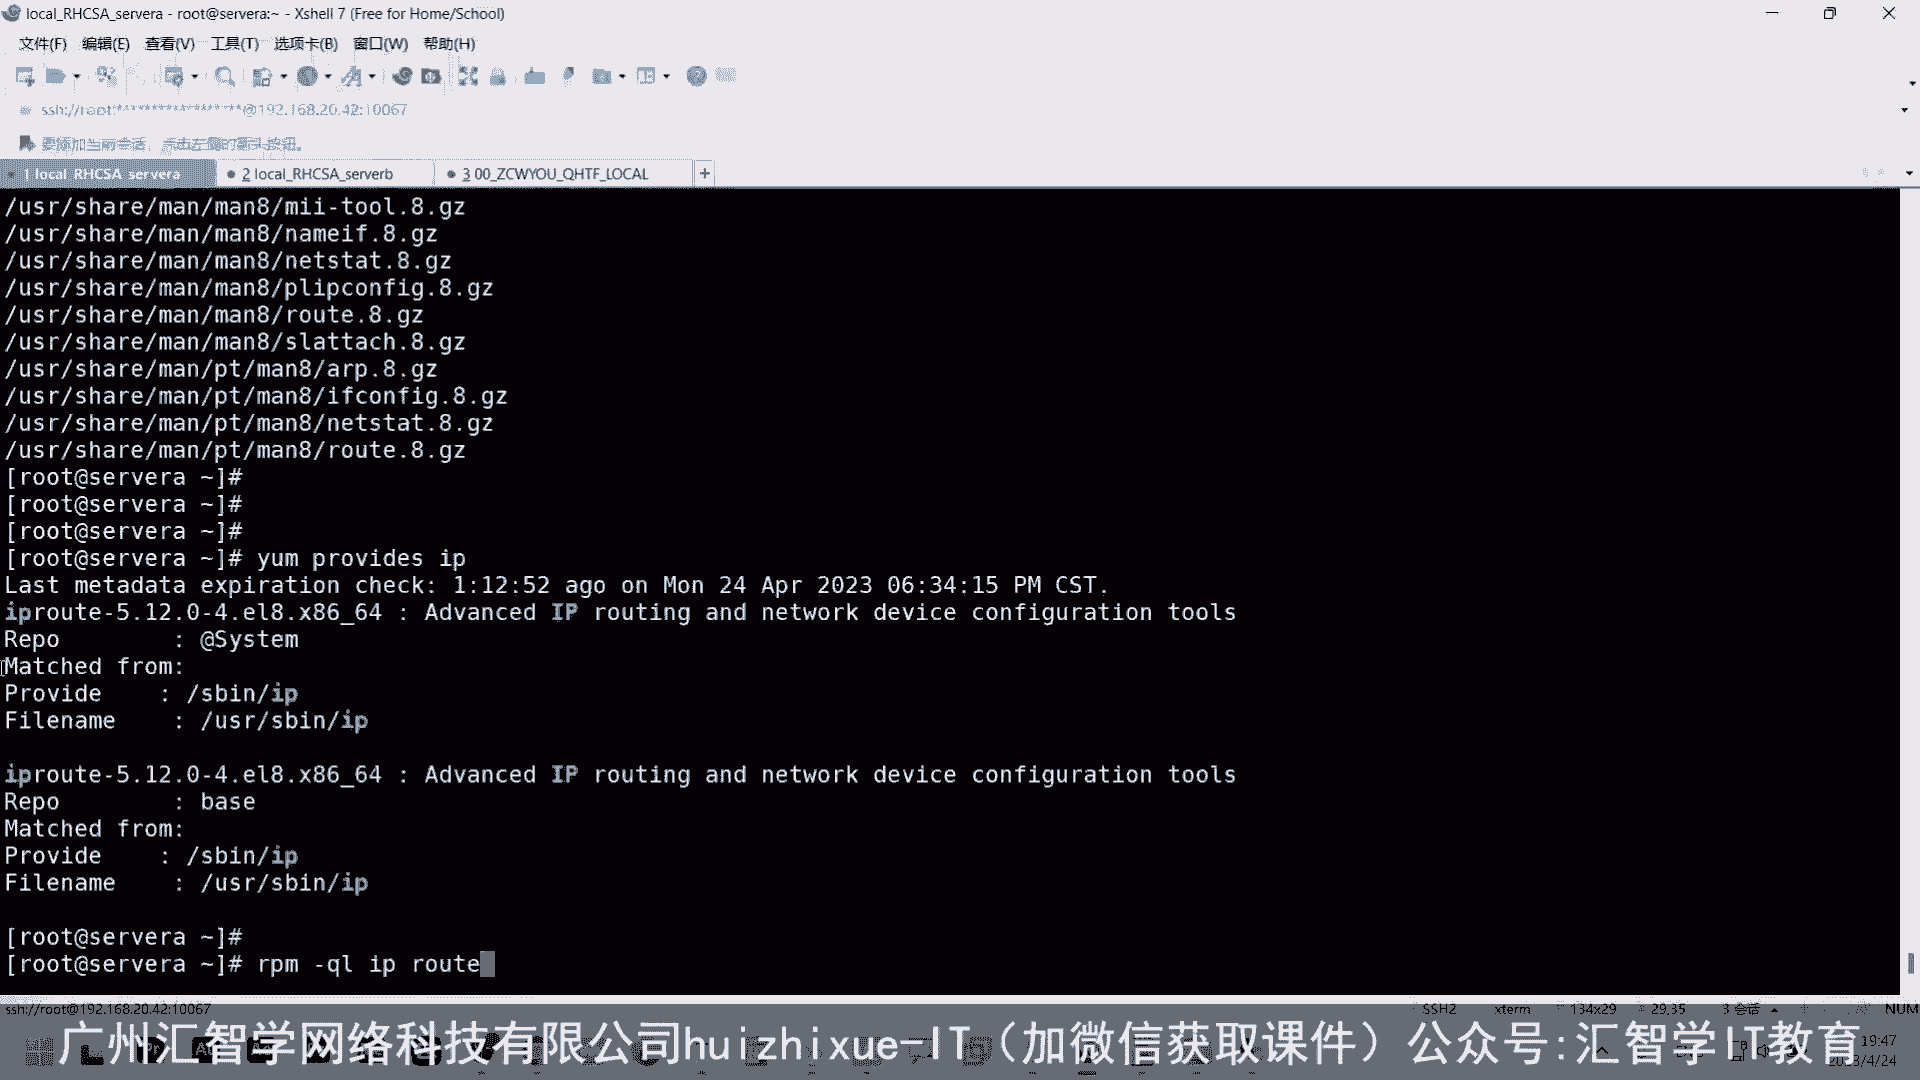 local_RHCSA_servera - root@servera:~ - Xshell 7 (Free for Home/School)
文件(F) 编辑(E) 查看(V) 工具(T) 选项卡(B) 窗口(W) 帮助(H)
ssh://root:******************@192.168.20.42:10067
要添加当前会话，点击左侧的箭头按钮。
1 local_RHCSA_servera
2 local_RHCSA_serverb
3 00_ZCWYOU_QHTF_LOCAL
+
/usr/share/man/man8/mii-tool.8.gz
/usr/share/man/man8/nameif.8.gz
/usr/share/man/man8/netstat.8.gz
/usr/share/man/man8/plipconfig.8.gz
/usr/share/man/man8/route.8.gz
/usr/share/man/man8/slattach.8.gz
/usr/share/man/pt/man8/arp.8.gz
/usr/share/man/pt/man8/ifconfig.8.gz
/usr/share/man/pt/man8/netstat.8.gz
/usr/share/man/pt/man8/route.8.gz
[root@servera ~]#
[root@servera ~]#
[root@servera ~]#
[root@servera ~]# yum provides ip
Last metadata expiration check: 1:12:52 ago on Mon 24 Apr 2023 06:34:15 PM CST.
iproute-5.12.0-4.el8.x86_64 : Advanced IP routing and network device configuration tools
Repo : @System
Matched from:
Provide : /sbin/ip
Filename : /usr/sbin/ip
iproute-5.12.0-4.el8.x86_64 : Advanced IP routing and network device configuration tools
Repo : base
Matched from:
Provide : /sbin/ip
Filename : /usr/sbin/ip
[root@servera ~]#
[root@servera ~]# rpm -ql ip route
ssh://root@192.168.20.42:10067 SSH2 xterm 134x29 29,35 3 会话 NUM
广州汇智学网络科技有限公司huizhixue-IT（加微信获取课件）公众号:汇智学IT教育
19:47
2023/4/24